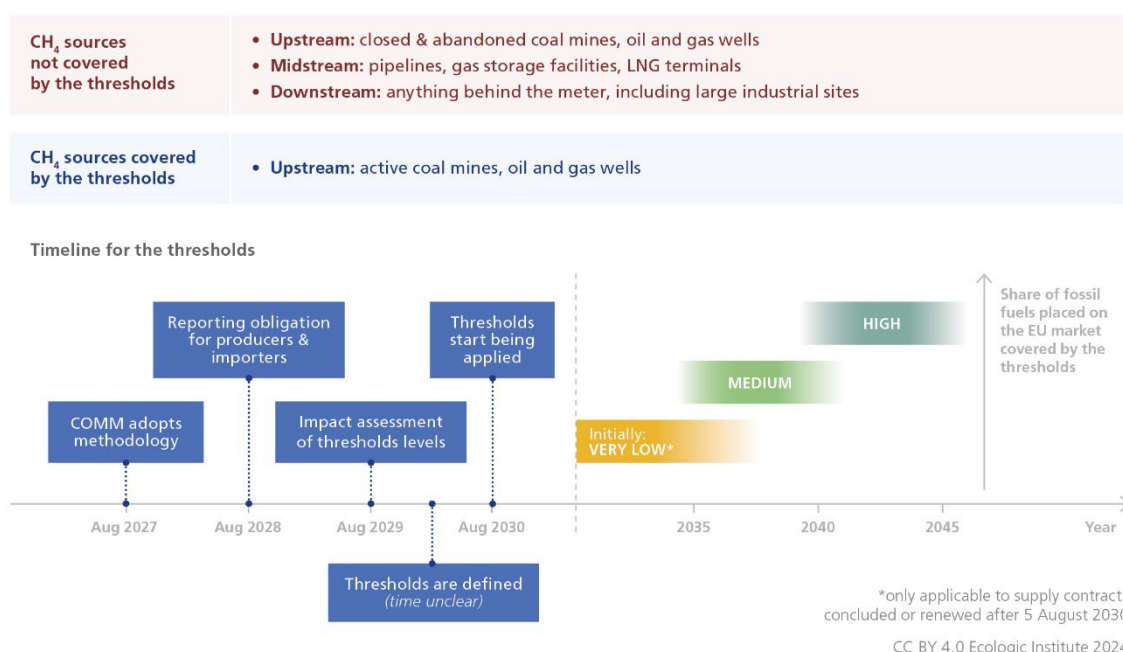 CH₄ sources
not covered
by the thresholds
• Upstream: closed & abandoned coal mines, oil and gas wells
• Midstream: pipelines, gas storage facilities, LNG terminals
• Downstream: anything behind the meter, including large industrial sites
CH₄ sources covered
by the thresholds
• Upstream: active coal mines, oil and gas wells
Timeline for the thresholds
COMM adopts
methodology
Reporting obligation
for producers &
importers
Impact assessment
of thresholds levels
Thresholds
start being
applied
Initially:
VERY LOW*
MEDIUM
HIGH
Share of fossil
fuels placed on
the EU market
covered by the
thresholds
Aug 2027
Aug 2028
Aug 2029
Aug 2030
2035
2040
2045
Year
Thresholds are defined
(time unclear)
*only applicable to supply contract
concluded or renewed after 5 August 2030
CC BY 4.0 Ecologic Institute 2024